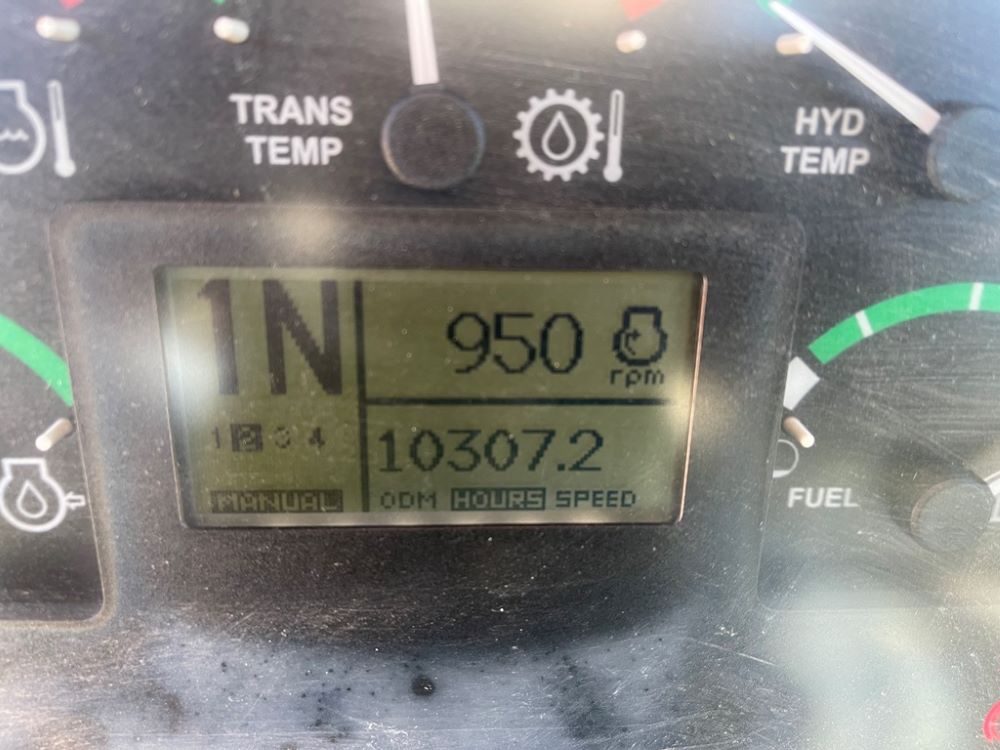 TRANS
TEMP
HYD
TEMP
1N
950
rpm
1 2 3 4
10307.2
MANUAL
ODM HOURS SPEED
FUEL